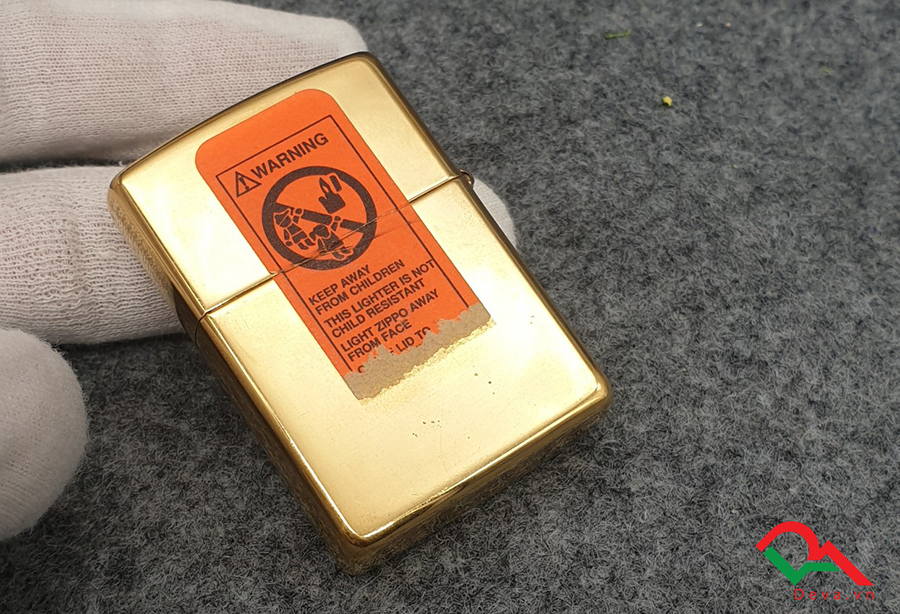 WARNING
KEEP AWAY
FROM CHILDREN
THIS LIGHTER IS NOT
CHILD RESISTANT
LIGHT ZIPPO AWAY
FROM FACE
LID TO
Deva.vn